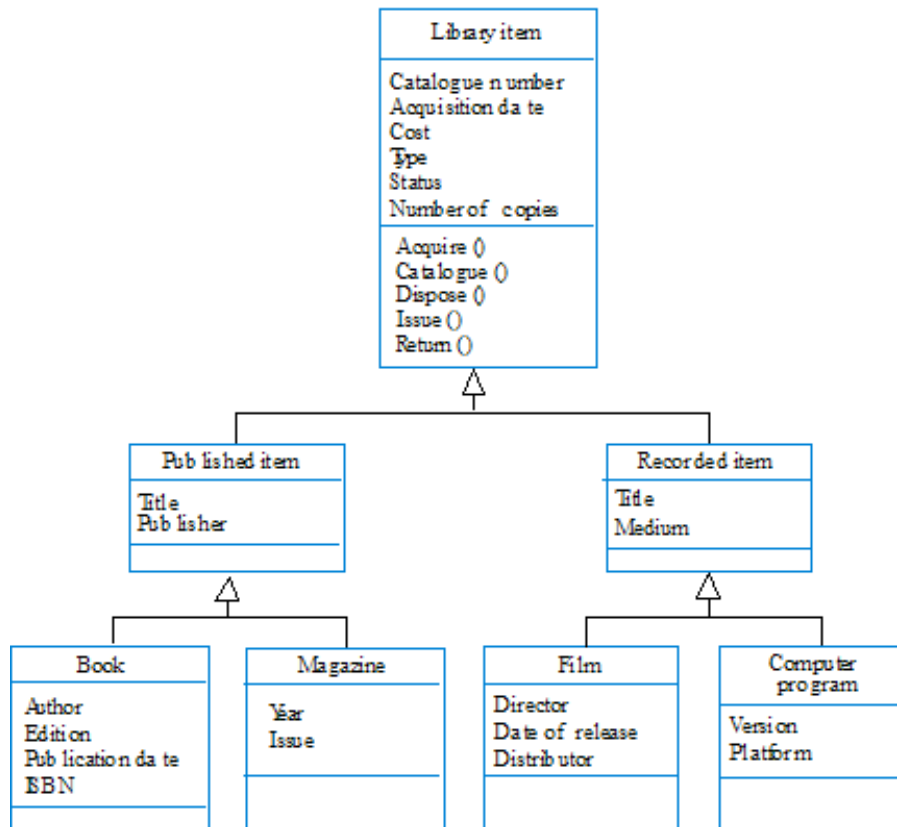 Library item
Catalogue number
Acquisition date
Cost
Type
Status
Number of copies
Acquire ()
Catalogue ()
Dispose ()
Issue ()
Return ()
Published item
Title
Publisher
Recorded item
Title
Medium
Book
Author
Edition
Publication date
ISBN
Magazine
Year
Issue
Film
Director
Date of release
Distributor
Computer
program
Version
Platform